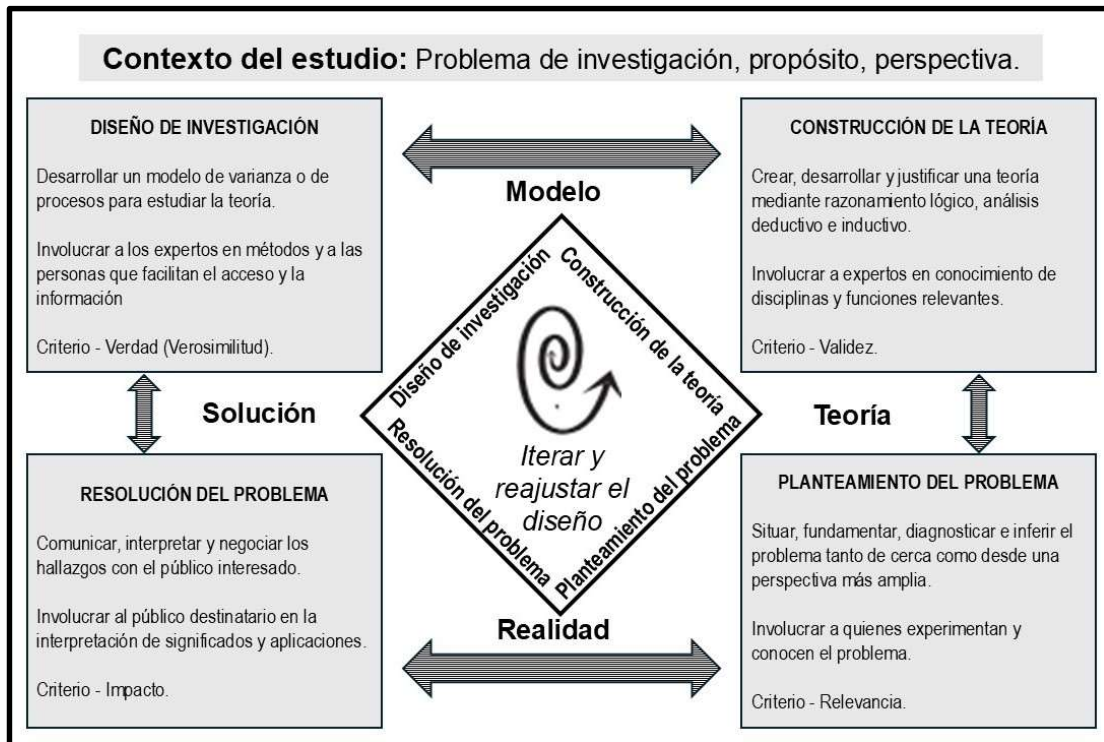 Contexto del estudio: Problema de investigación, propósito, perspectiva.
DISEÑO DE INVESTIGACIÓN
Desarrollar un modelo de varianza o de
procesos para estudiar la teoría.
Involucrar a los expertos en métodos y a las
personas que facilitan el acceso y la
información
Criterio - Verdad (Verosimilitud).
Modelo
CONSTRUCCIÓN DE LA TEORÍA
Crear, desarrollar y justificar una teoría
mediante razonamiento lógico, análisis
deductivo e inductivo.
Involucrar a expertos en conocimiento de
disciplinas y funciones relevantes.
Criterio - Validez.
Solución
Diseño de investigación
Construcción de la teoría
Resolución del problema
Planteamiento del problema
Iterar y
reajustar el
diseño
Teoría
RESOLUCIÓN DEL PROBLEMA
Comunicar, interpretar y negociar los
hallazgos con el público interesado.
Involucrar al público destinatario en la
interpretación de significados y aplicaciones.
Criterio - Impacto.
Realidad
PLANTEAMIENTO DEL PROBLEMA
Situar, fundamentar, diagnosticar e inferir el
problema tanto de cerca como desde una
perspectiva más amplia.
Involucrar a quienes experimentan y
conocen el problema.
Criterio - Relevancia.